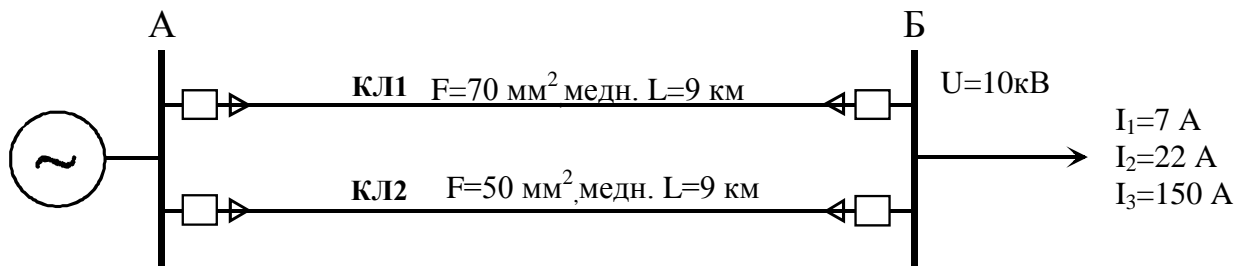 А
Б
КЛ1 F=70 мм², медн. L=9 км
U=10кВ
КЛ2 F=50 мм², медн. L=9 км
I₁=7 А
I₂=22 А
I₃=150 А
~